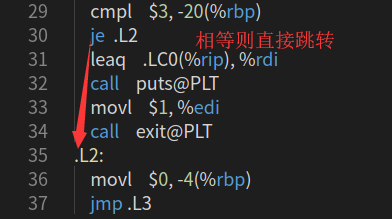 29 cmpl $3, -20(%rbp)
30 je .L2
相等则直接跳转
31 leaq .LC0(%rip), %rdi
32 call puts@PLT
33 movl $1, %edi
34 call exit@PLT
35 .L2:
36 movl $0, -4(%rbp)
37 jmp .L3